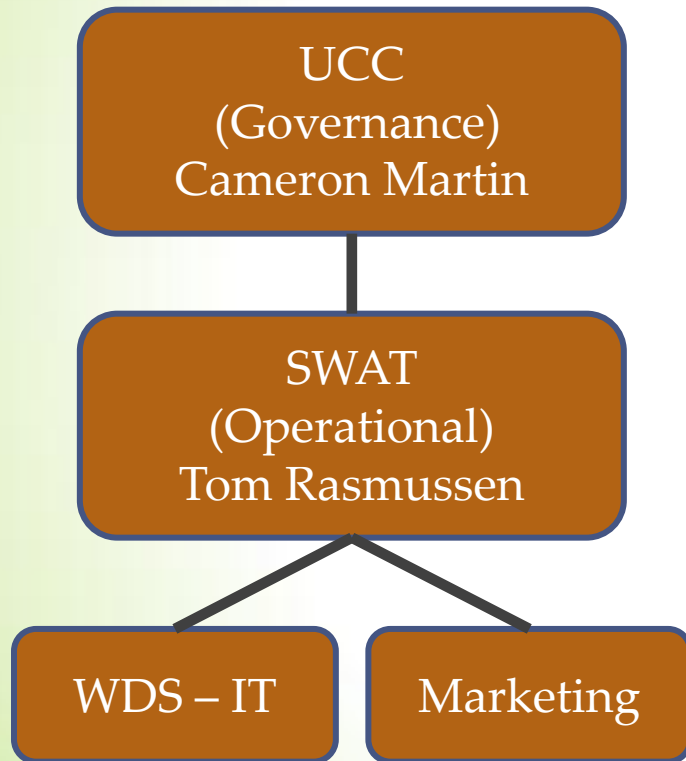 UCC
(Governance)
Cameron Martin
SWAT
(Operational)
Tom Rasmussen
WDS – IT
Marketing